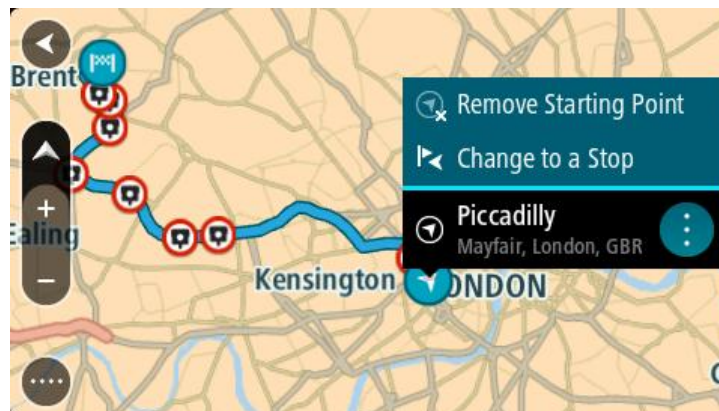 Brent
Remove Starting Point
Change to a Stop
Piccadilly
Mayfair, London, GBR
Ealing
Kensington
ONDON